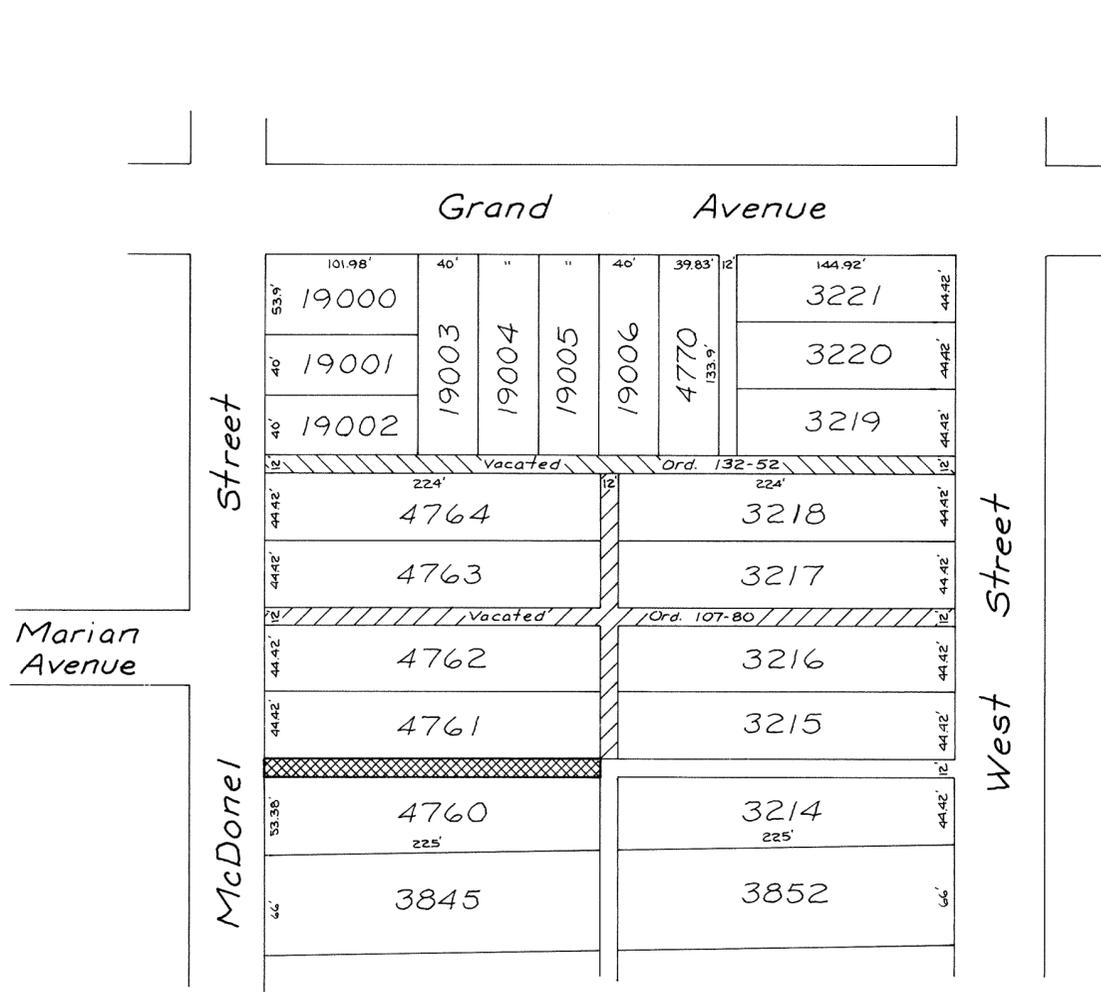 Grand Avenue
101.98' 40' " " 40' 39.83' 12' 144.92'
53.9' 19000 3221 44.42'
40' 19001 3220 44.42'
40' 19002 3219 44.42'
19003 19004 19005 19006 4770 133.9'
12' Vacated Ord. 132-52 12'
224' 12' 224'
44.42' 4764 3218 44.42'
44.42' 4763 3217 44.42'
12' Vacated Ord. 107-80 12'
44.42' 4762 3216 44.42'
44.42' 4761 3215 44.42'
12'
53.38' 4760 3214 44.42'
225' 225'
66' 3845 3852 66'
Marian
Avenue
McDonel Street
West Street